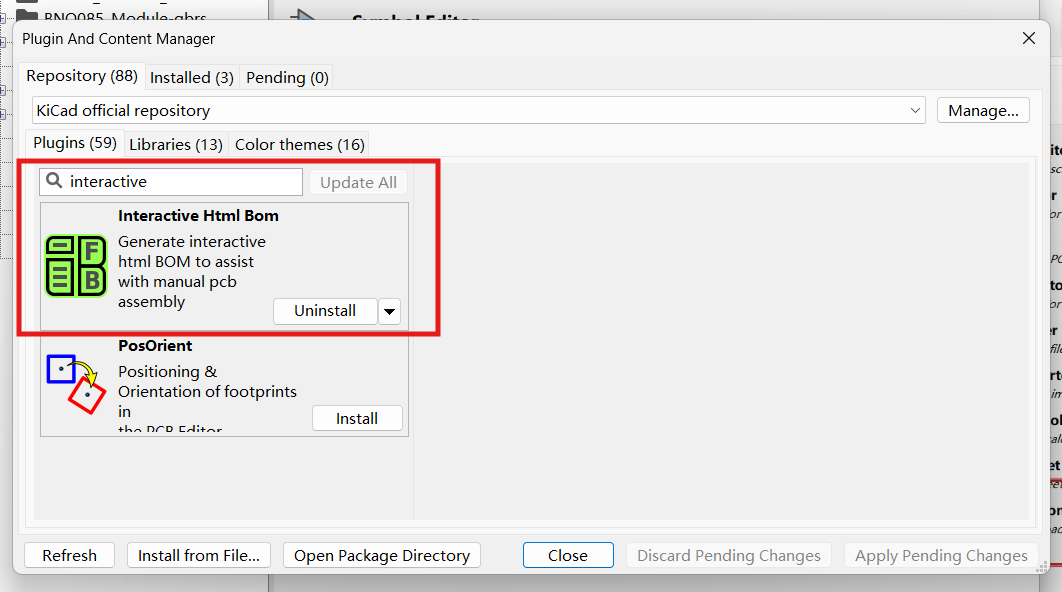 BNO085_Module-gbrs
Symbol Editor
Plugin And Content Manager
Repository (88)
Installed (3)
Pending (0)
KiCad official repository
Manage...
Plugins (59)
Libraries (13)
Color themes (16)
interactive
Update All
Interactive Html Bom
Generate interactive
html BOM to assist
with manual pcb
assembly
Uninstall
PosOrient
Positioning &
Orientation of footprints
in
the PCB Editor
Install
Refresh
Install from File...
Open Package Directory
Close
Discard Pending Changes
Apply Pending Changes